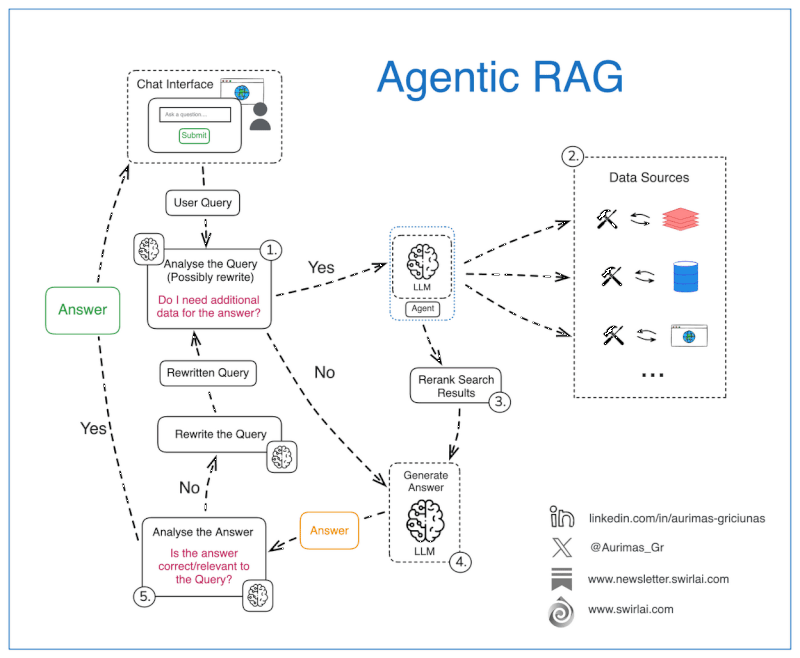 Agentic RAG
Chat Interface
Ask a question....
Submit
User Query
1.
Analyse the Query
(Possibly rewrite)
Do I need additional
data for the answer?
Yes
LLM
Agent
2.
Data Sources
...
No
Rerank Search
Results
3.
Generate
Answer
LLM
4.
Answer
Analyse the Answer
Is the answer
correct/relevant to
the Query?
5.
No
Rewrite the Query
Rewritten Query
Yes
Answer
linkedin.com/in/aurimas-griciunas
@Aurimas_Gr
www.newsletter.swirlai.com
www.swirlai.com